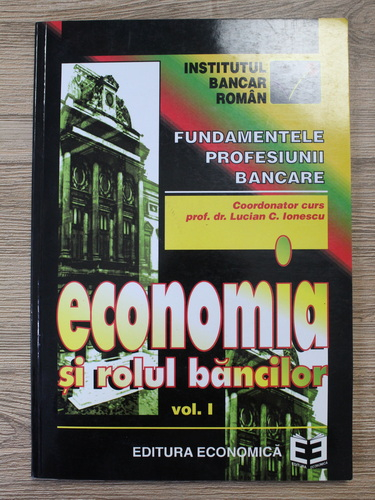 INSTITUTUL
BANCAR
ROMÂN
FUNDAMENTELE
PROFESIUNII
BANCARE
Coordonator curs
prof. dr. Lucian C. Ionescu
economia
și rolul băncilor
vol. I
EDITURA ECONOMICĂ